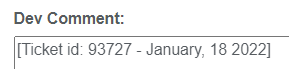 Dev Comment:
[Ticket id: 93727 - January, 18 2022]